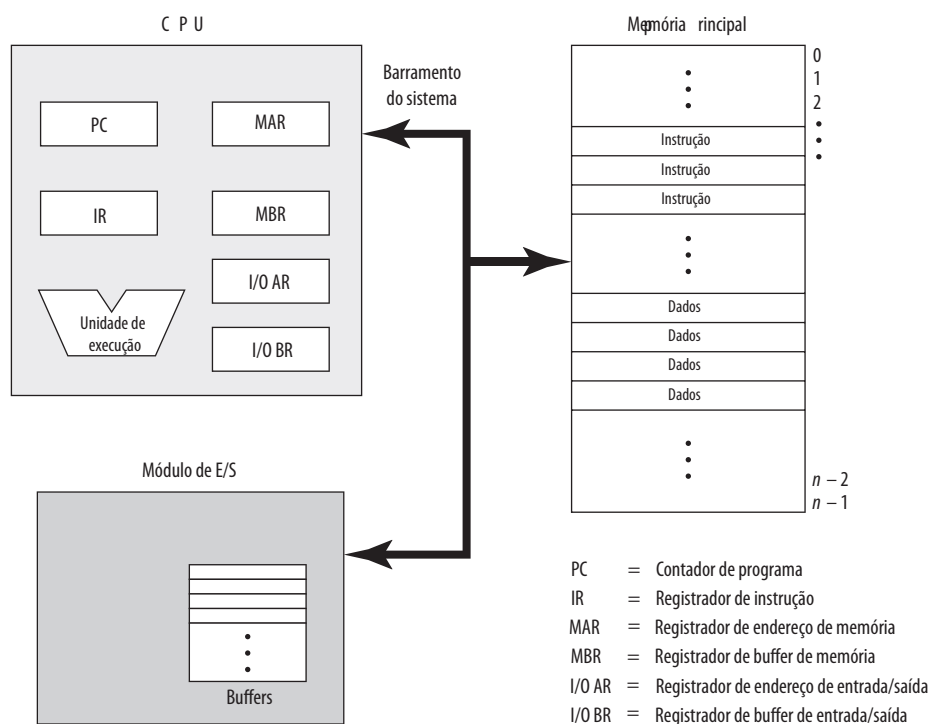 C P U
PC
MAR
IR
MBR
I/O AR
I/O BR
Unidade de
execução
Barramento
do sistema
Mepmória rincipal
0
1
2
Instrução
Instrução
Instrução
Dados
Dados
Dados
Dados
n – 2
n – 1
Módulo de E/S
Buffers
PC = Contador de programa
IR = Registrador de instrução
MAR = Registrador de endereço de memória
MBR = Registrador de buffer de memória
I/O AR = Registrador de endereço de entrada/saída
I/O BR = Registrador de buffer de entrada/saída